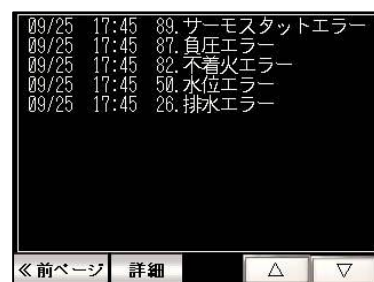 09/25 17:45 89.サーモスタットエラー
09/25 17:45 87.負圧エラー
09/25 17:45 82.不着火エラー
09/25 17:45 50.水位エラー
09/25 17:45 26.排水エラー
≪前ページ 詳細 △ ▽